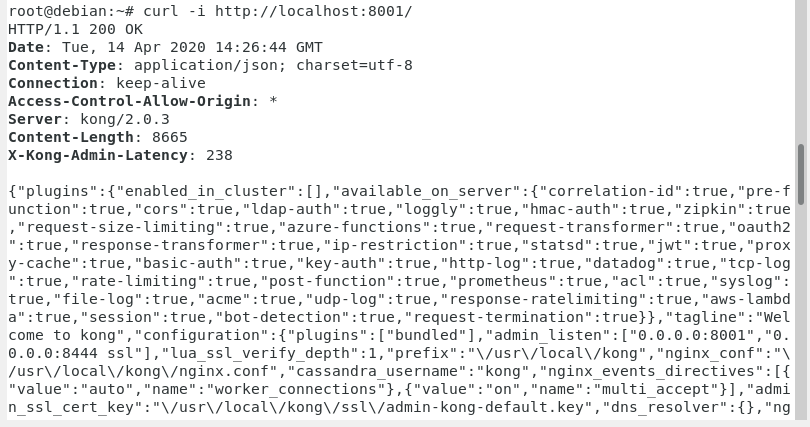 root@debian:~# curl -i http://localhost:8001/
HTTP/1.1 200 OK
Date: Tue, 14 Apr 2020 14:26:44 GMT
Content-Type: application/json; charset=utf-8
Connection: keep-alive
Access-Control-Allow-Origin: *
Server: kong/2.0.3
Content-Length: 8665
X-Kong-Admin-Latency: 238

{"plugins":{"enabled_in_cluster":[],"available_on_server":{"correlation-id":true,"pre-f
unction":true,"cors":true,"ldap-auth":true,"loggly":true,"hmac-auth":true,"zipkin":true
,"request-size-limiting":true,"azure-functions":true,"request-transformer":true,"oauth2
":true,"response-transformer":true,"ip-restriction":true,"statsd":true,"jwt":true,"prox
y-cache":true,"basic-auth":true,"key-auth":true,"http-log":true,"datadog":true,"tcp-log
":true,"rate-limiting":true,"post-function":true,"prometheus":true,"acl":true,"syslog":
true,"file-log":true,"acme":true,"udp-log":true,"response-ratelimiting":true,"aws-lambd
a":true,"session":true,"bot-detection":true,"request-termination":true}},"tagline":"Wel
come to kong","configuration":{"plugins":["bundled"],"admin_listen":["0.0.0.0:8001","0.
0.0.0:8444 ssl"],"lua_ssl_verify_depth":1,"prefix":"\/usr\/local\/kong","nginx_conf":"\
/usr\/local\/kong\/nginx.conf","cassandra_username":"kong","nginx_events_directives":[{
"value":"auto","name":"worker_connections"},{"value":"on","name":"multi_accept"}],"admi
n_ssl_cert_key":"\/usr\/local\/kong\/ssl\/admin-kong-default.key","dns_resolver":{},"ng